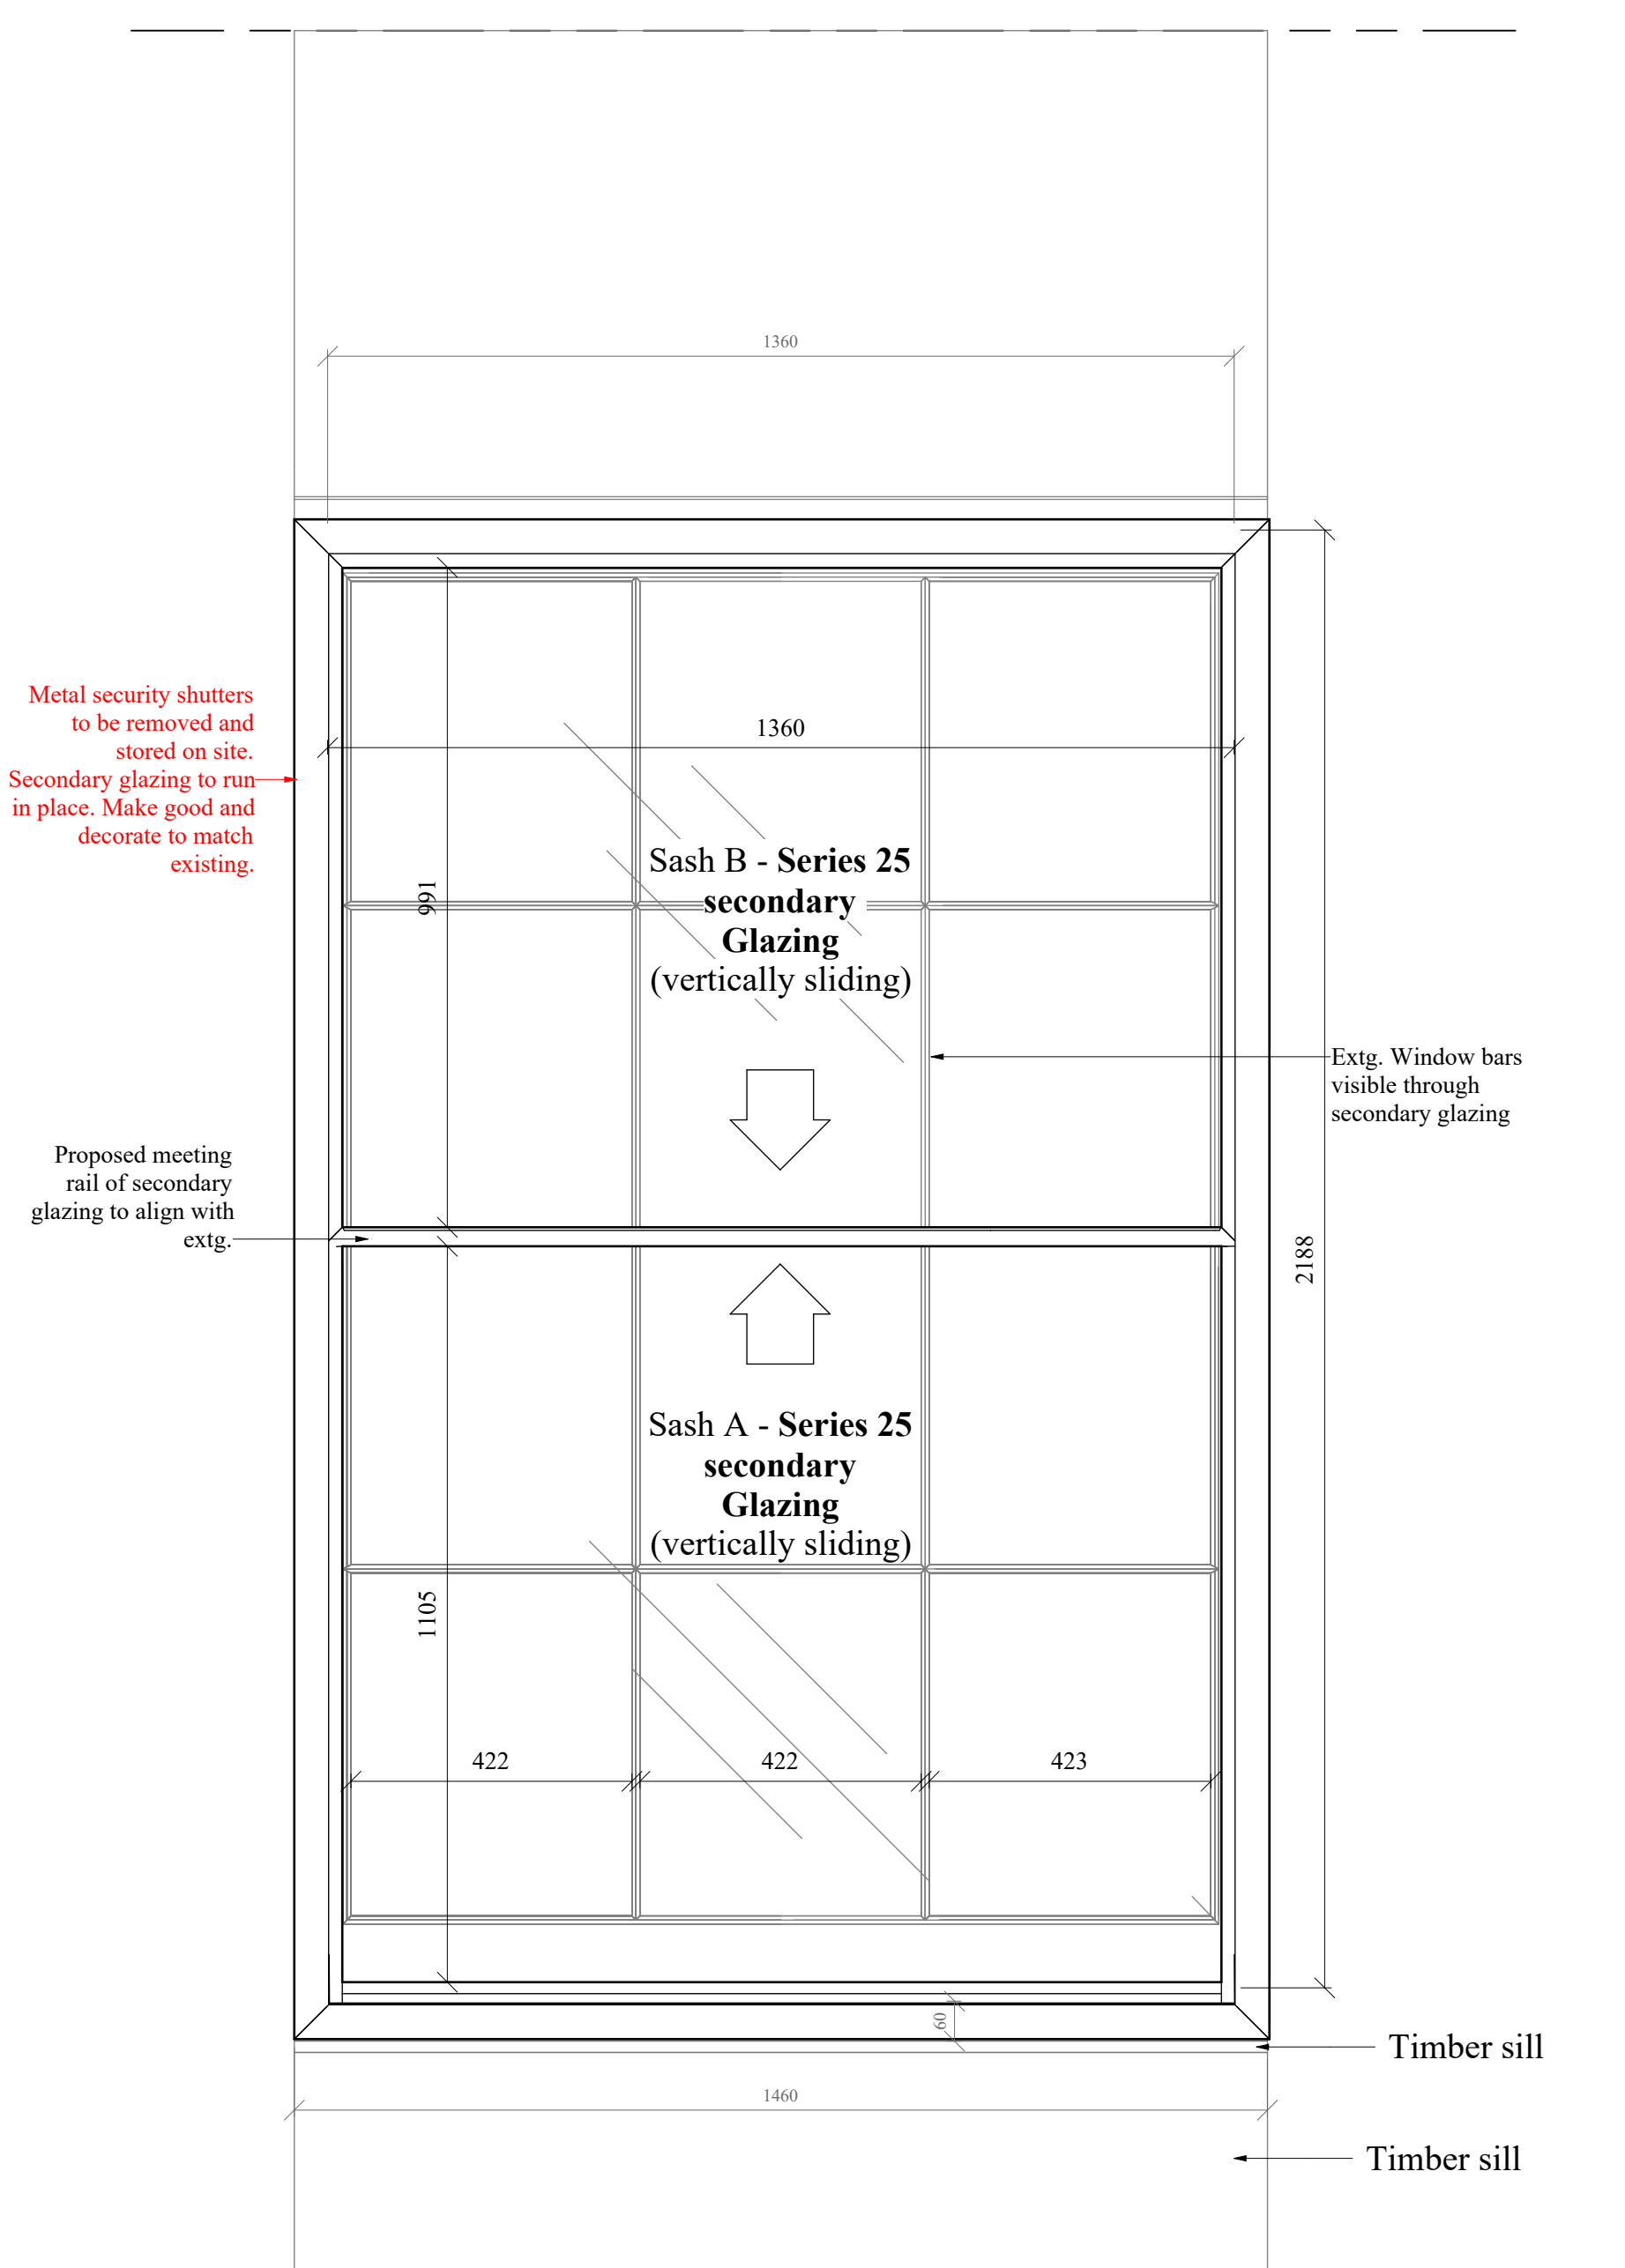 1360
Metal security shutters
to be removed and
stored on site.
Secondary glazing to run
in place. Make good and
decorate to match
existing.
1360
Sash B - Series 25
secondary
Glazing
(vertically sliding)
991
Extg. Window bars
visible through
secondary glazing
Proposed meeting
rail of secondary
glazing to align with
extg.
2188
Sash A - Series 25
secondary
Glazing
(vertically sliding)
1105
422
422
423
60
Timber sill
1460
Timber sill